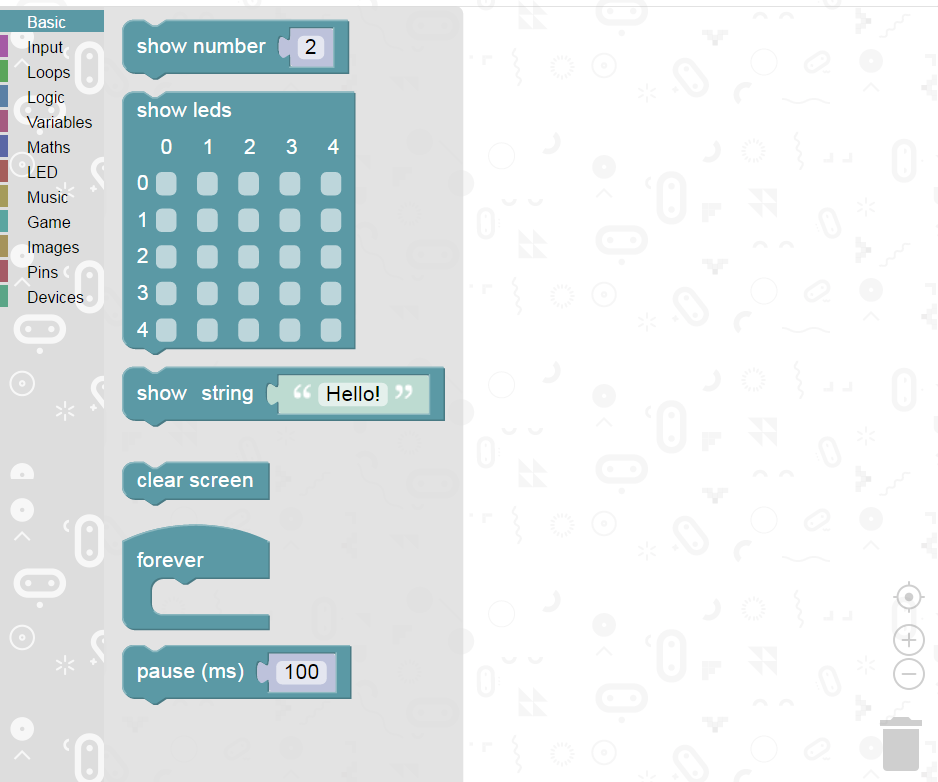 Basic
Input
Loops
Logic
Variables
Maths
LED
Music
Game
Images
Pins
Devices
show number 2
show leds
0 1 2 3 4
0
1
2
3
4
show string “ Hello! ”
clear screen
forever
pause (ms) 100